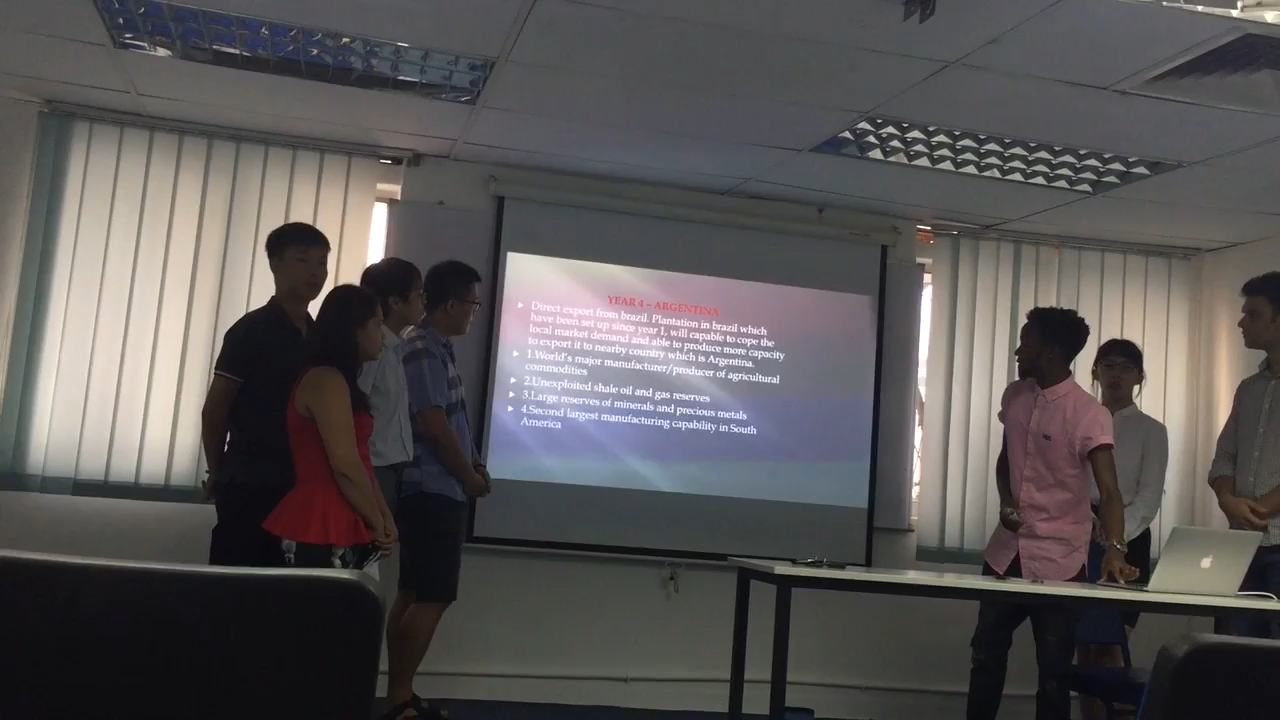 YEAR 4 – ARGENTINA
Direct export from brazil. Plantation in brazil which
have been set up since year 1, will capable to cope the
local market demand and able to produce more capacity
to export it to nearby country which is Argentina.
1.World's major manufacturer/producer of agricultural
commodities
2.Unexploited shale oil and gas reserves
3.Large reserves of minerals and precious metals
4.Second largest manufacturing capability in South
America